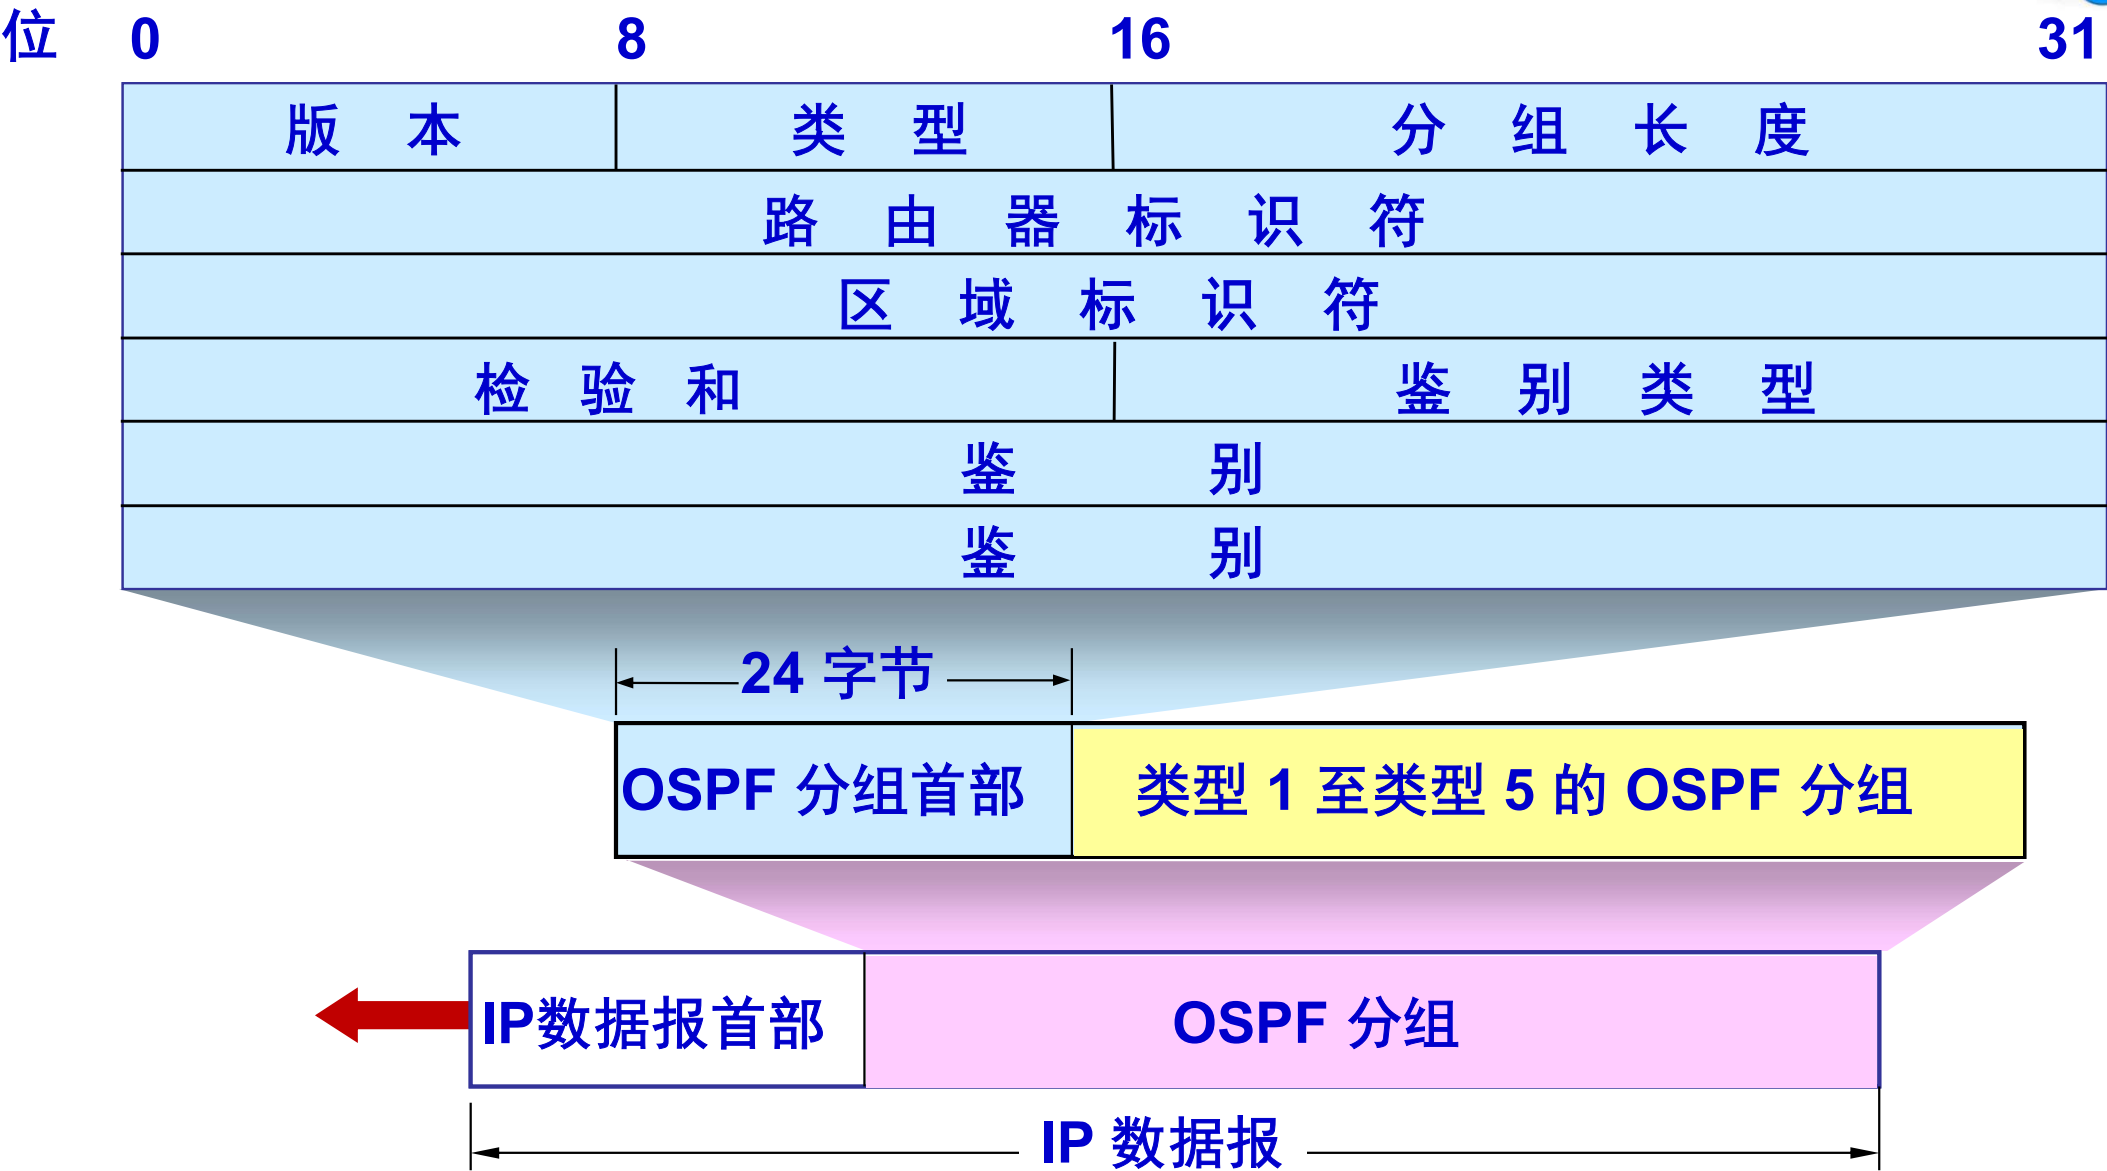 位 0 8 16 31
版 本 类 型 分 组 长 度
路 由 器 标 识 符
区 域 标 识 符
检 验 和 鉴 别 类 型
鉴 别
鉴 别
24 字节
OSPF 分组首部 类型 1 至类型 5 的 OSPF 分组
IP数据报首部 OSPF 分组
IP 数据报